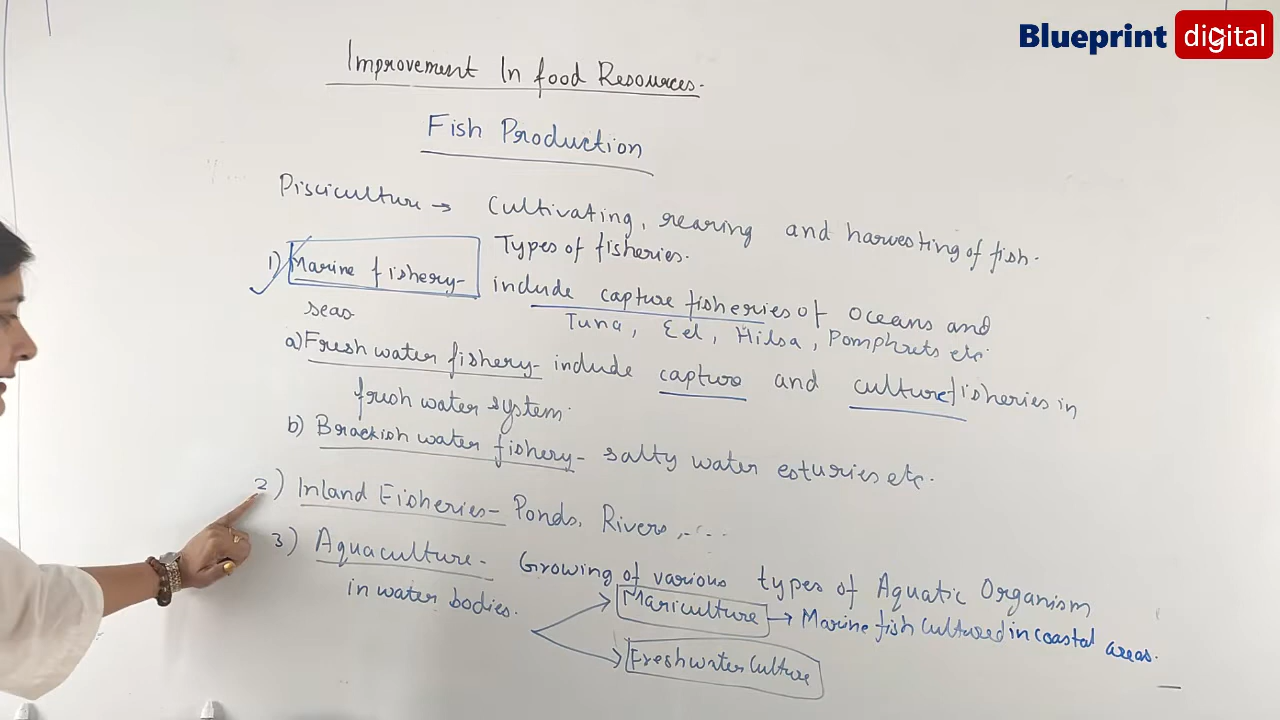 Blueprint digital
Improvement In food Resources.
Fish Production
Pisciculture → Cultivating, rearing and harvesting of fish.
Types of fisheries.
1) Marine fishery- include capture fisheries of Oceans and
seas
Tuna, Eel, Hilsa, Pomphrets etc.
a) Fresh water fishery- include capture and culture fisheries in
fresh water system.
b) Brackish water fishery- salty water esturies etc.
2) Inland Fisheries- Ponds, Rivers, ....
3) Aquaculture- Growing of various types of Aquatic Organism
in water bodies.
Mariculture → Marine fish cultured in coastal areas.
Freshwater Culture